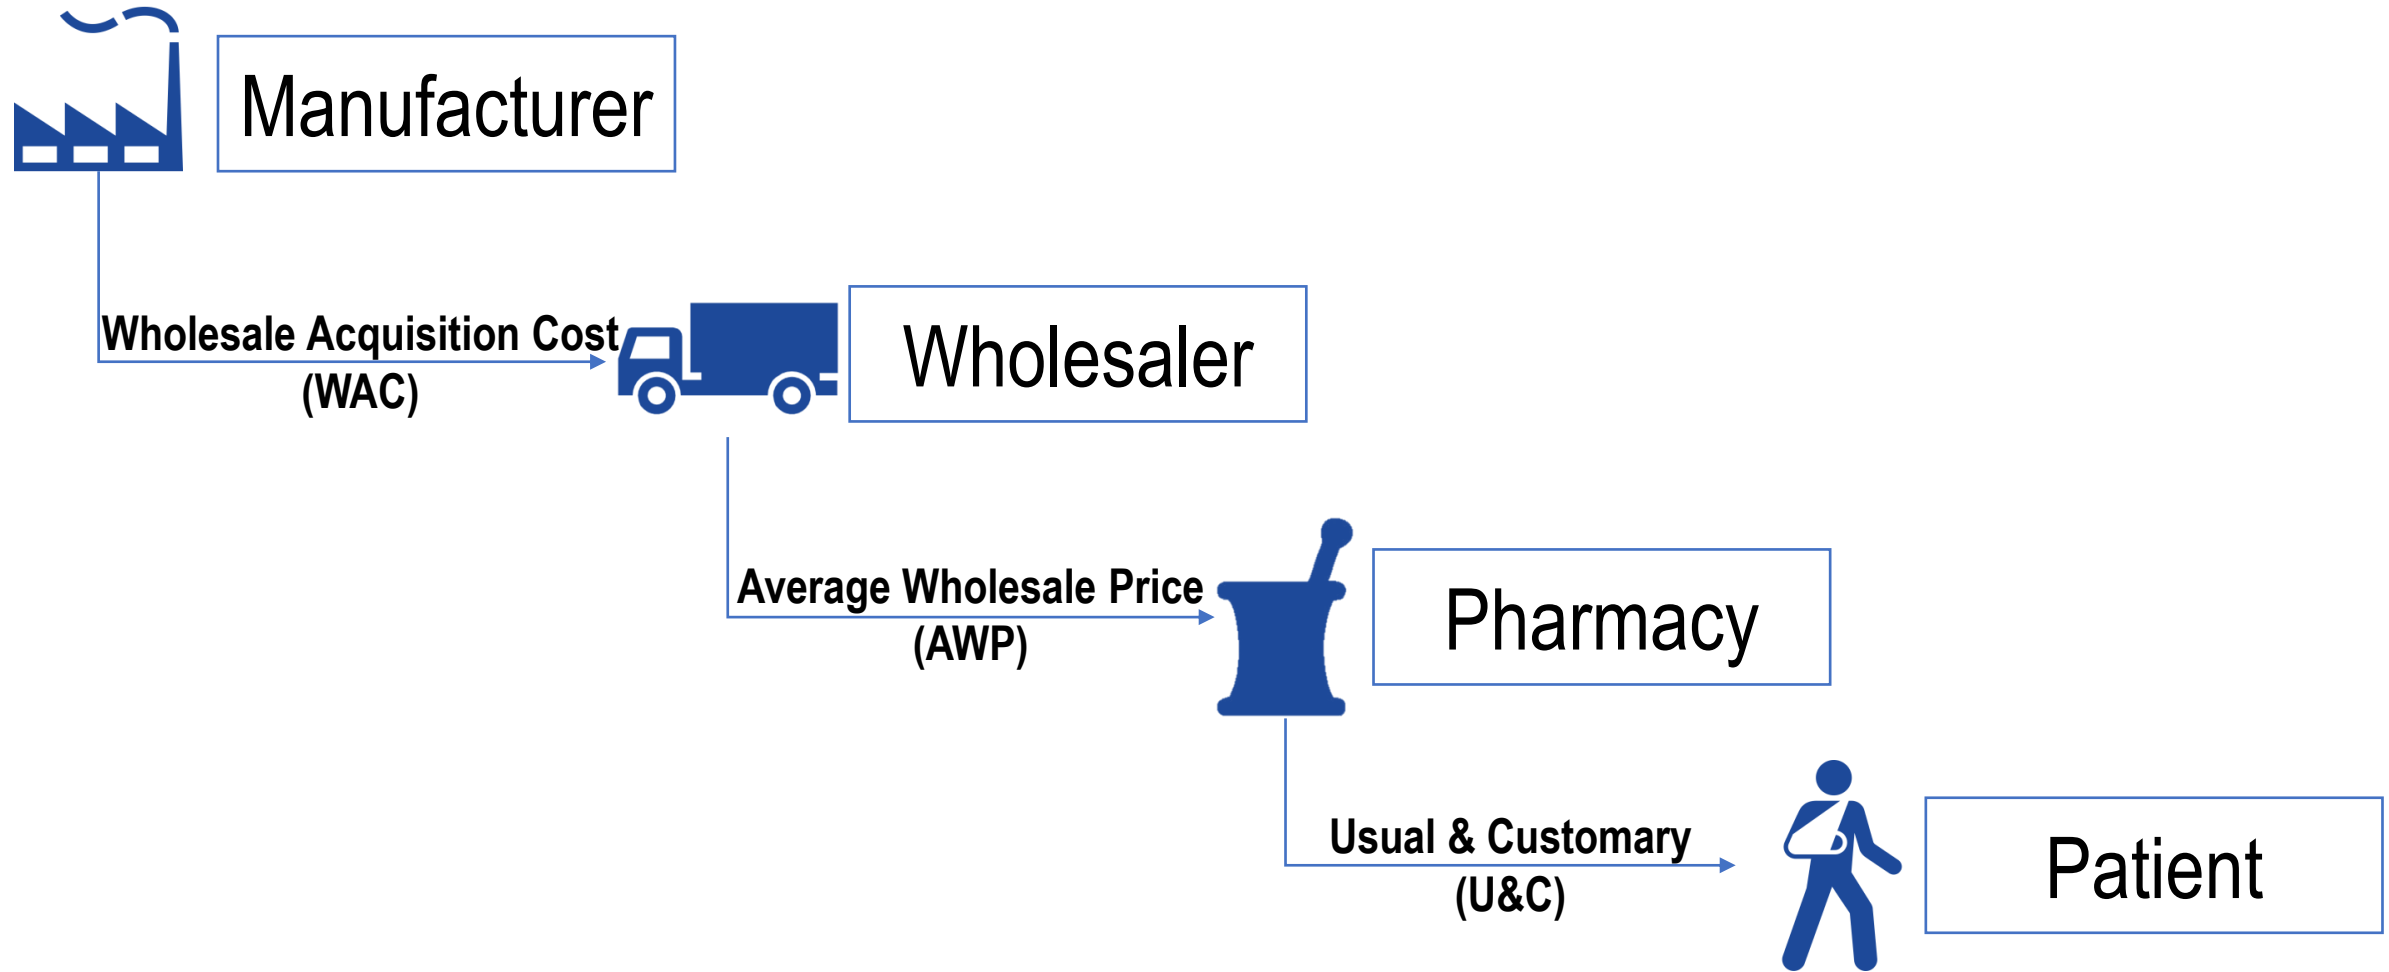 Manufacturer
Wholesale Acquisition Cost
(WAC)
Wholesaler
Average Wholesale Price
(AWP)
Pharmacy
Usual & Customary
(U&C)
Patient